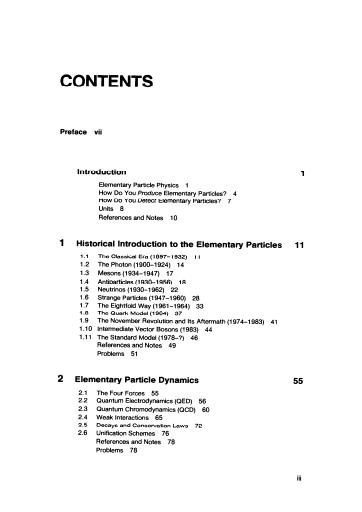 CONTENTS
Preface vii
Introduction 1
Elementary Particle Physics 1
How Do You Produce Elementary Particles? 4
How Do You Detect Elementary Particles? 7
Units 8
References and Notes 10
1 Historical Introduction to the Elementary Particles 11
1.1 The Classical Era (1897–1932) 11
1.2 The Photon (1900–1924) 14
1.3 Mesons (1934–1947) 17
1.4 Antiparticles (1930–1956) 18
1.5 Neutrinos (1930–1962) 22
1.6 Strange Particles (1947–1960) 28
1.7 The Eightfold Way (1961–1964) 33
1.8 The Quark Model (1964) 37
1.9 The November Revolution and Its Aftermath (1974–1983) 41
1.10 Intermediate Vector Bosons (1983) 44
1.11 The Standard Model (1978–?) 46
References and Notes 49
Problems 51
2 Elementary Particle Dynamics 55
2.1 The Four Forces 55
2.2 Quantum Electrodynamics (QED) 56
2.3 Quantum Chromodynamics (QCD) 60
2.4 Weak Interactions 65
2.5 Decays and Conservation Laws 72
2.6 Unification Schemes 76
References and Notes 78
Problems 78
iii